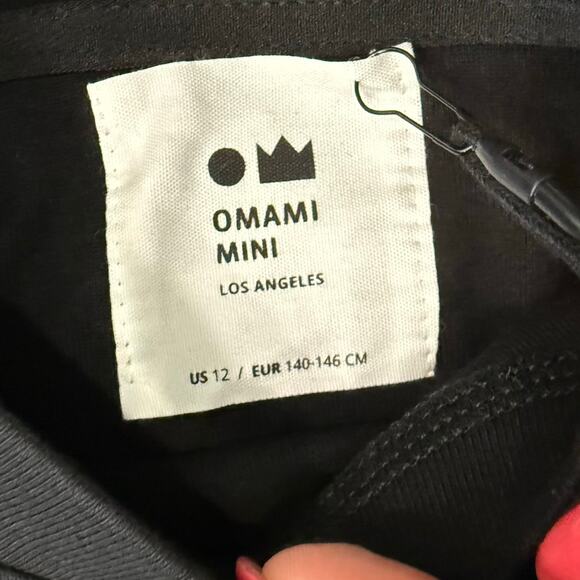 OMAMI
MINI
LOS ANGELES
US 12 / EUR 140-146 CM